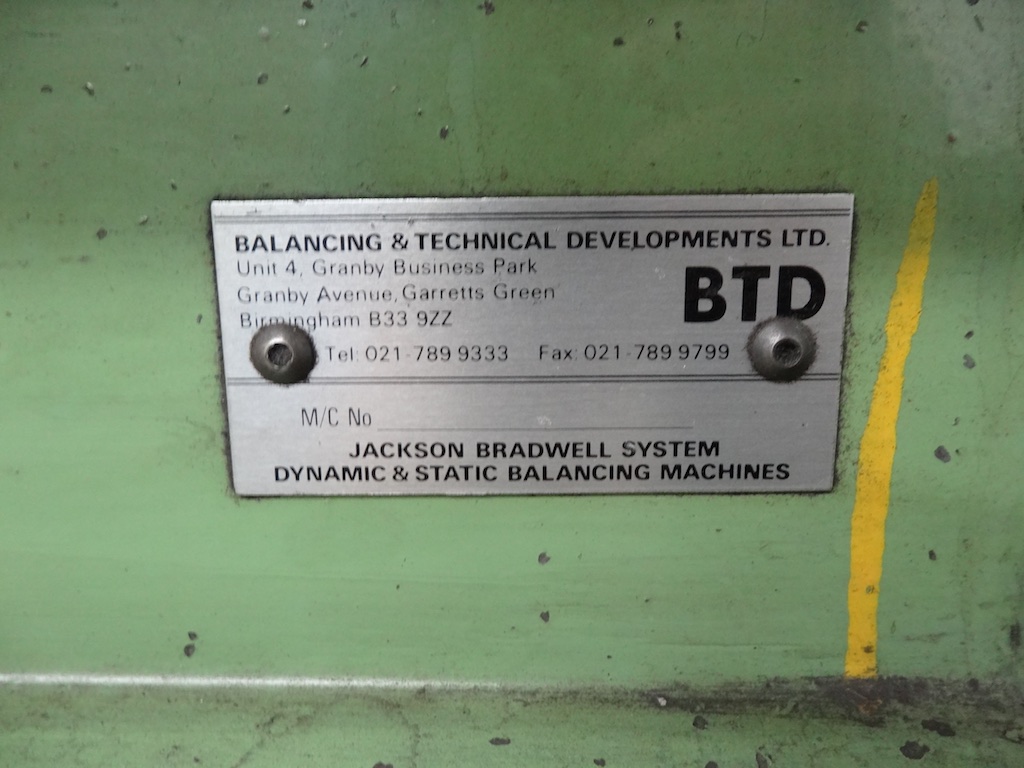 BALANCING & TECHNICAL DEVELOPMENTS LTD.
Unit 4, Granby Business Park
Granby Avenue, Garretts Green
Birmingham B33 9ZZ
BTD
Tel: 021-789 9333 Fax: 021-789 9799
M/C No
JACKSON BRADWELL SYSTEM
DYNAMIC & STATIC BALANCING MACHINES